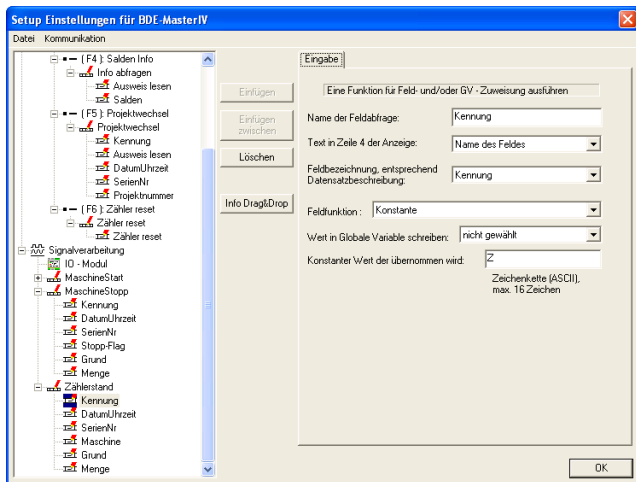 Setup Einstellungen für BDE-MasterIV
Datei Kommunikation
( F4 ): Salden Info
Info abfragen
Ausweis lesen
Salden
( F5 ): Projektwechsel
Projektwechsel
Kennung
Ausweis lesen
DatumUhrzeit
SerienNr
Projektnummer
( F6 ): Zähler reset
Zähler reset
Zähler reset
Signalverarbeitung
IO - Modul
MaschineStart
MaschineStopp
Kennung
DatumUhrzeit
SerienNr
Stopp-Flag
Grund
Menge
Zählerstand
Kennung
DatumUhrzeit
SerienNr
Maschine
Grund
Menge
Einfügen
Einfügen
zwischen
Löschen
Info Drag&Drop
Eingabe
Eine Funktion für Feld- und/oder GV - Zuweisung ausführen
Name der Feldabfrage: Kennung
Text in Zeile 4 der Anzeige: Name des Feldes
Feldbezeichnung, entsprechend
Datensatzbeschreibung: Kennung
Feldfunktion : Konstante
Wert in Globale Variable schreiben: nicht gewählt
Konstanter Wert der übernommen wird: Z
Zeichenkette (ASCII),
max. 16 Zeichen
OK